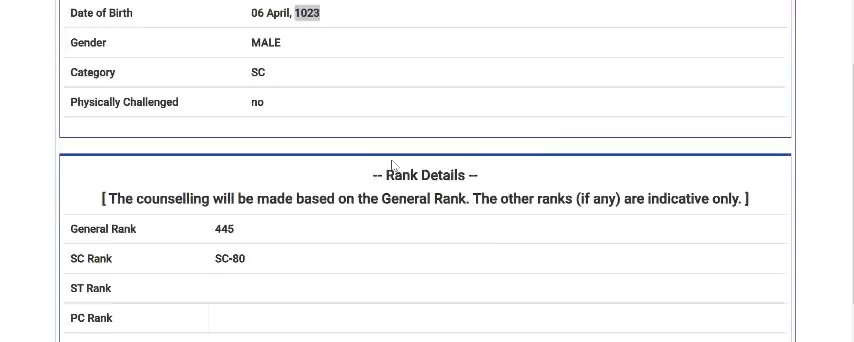 Date of Birth 06 April, 1023
Gender MALE
Category SC
Physically Challenged no
-- Rank Details --
[ The counselling will be made based on the General Rank. The other ranks (if any) are indicative only. ]
General Rank 445
SC Rank SC-80
ST Rank
PC Rank